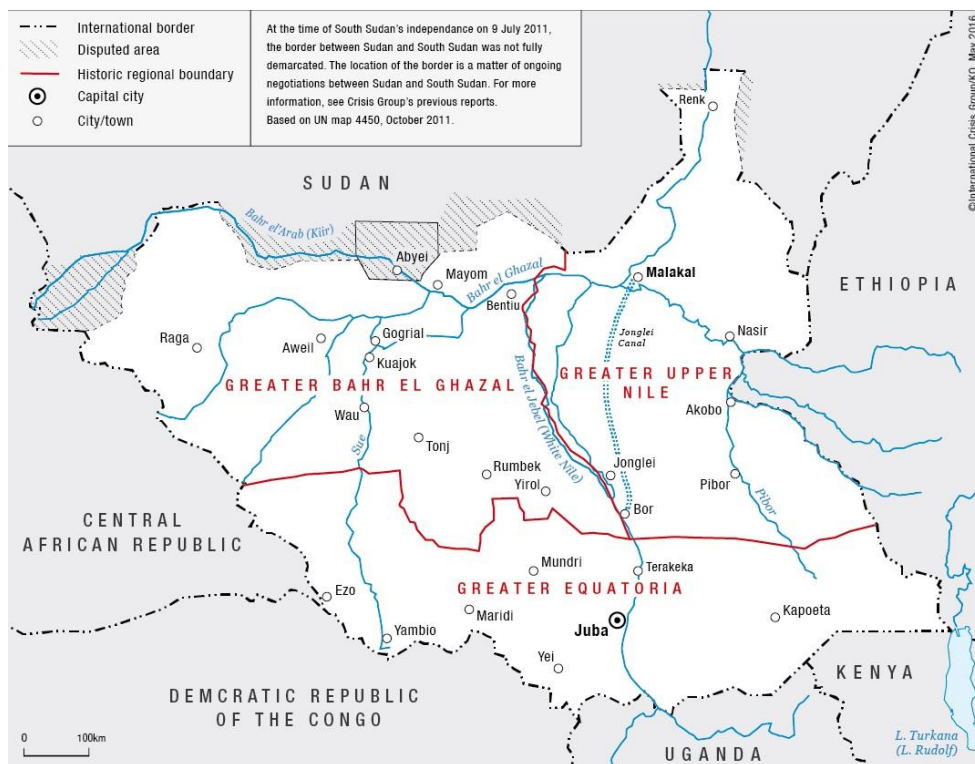 International border
Disputed area
Historic regional boundary
Capital city
City/town
At the time of South Sudan's independence on 9 July 2011,
the border between Sudan and South Sudan was not fully
demarcated. The location of the border is a matter of ongoing
negotiations between Sudan and South Sudan. For more
information, see Crisis Group's previous reports.
Based on UN map 4450, October 2011.
©International Crisis Group/KO, May 2016
Renk
SUDAN
Bahr el'Arab (Kiir)
Abyei
Mayom
Bahr el Ghazal
Bentiu
Malakal
ETHIOPIA
Raga
Aweil
Gogrial
Kuajok
Jonglei
Canal
Nasir
GREATER BAHR EL GHAZAL
GREATER UPPER
NILE
Bahr el Jebel (White Nile)
Akobo
Wau
Sue
Tonj
Rumbek
Yirol
Jonglei
Pibor
Pibor
Bor
CENTRAL
AFRICAN REPUBLIC
Mundri
Terakeka
GREATER EQUATORIA
Ezo
Maridi
Juba
Kapoeta
Yambio
Yei
KENYA
DEMCRATIC REPUBLIC
OF THE CONGO
0
100km
UGANDA
L. Turkana
(L. Rudolf)